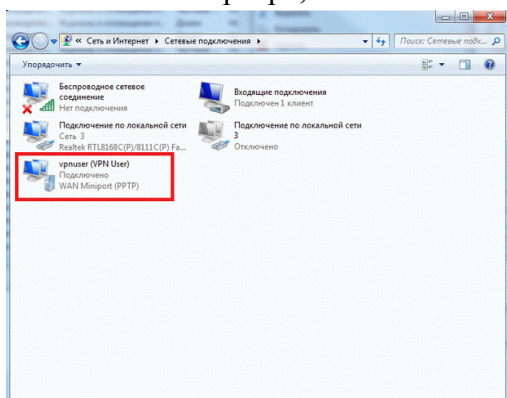 « Сеть и Интернет ▸ Сетевые подключения ▸
Поиск: Сетевые подк...
Упорядочить ▾
Беспроводное сетевое
соединение
Нет подключения
Входящие подключения
Подключен 1 клиент
Подключение по локальной сети
Сеть 3
Realtek RTL8168C(P)/8111C(P) Fa...
Подключение по локальной сети
3
Отключено
vpnuser (VPN User)
Подключено
WAN Miniport (PPTP)